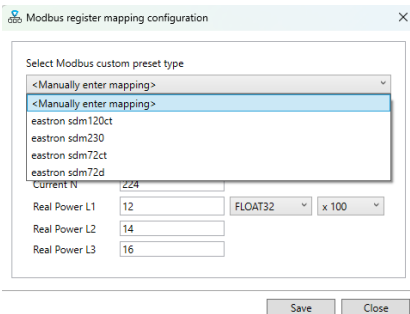 Modbus register mapping configuration
Select Modbus custom preset type
<Manually enter mapping>
<Manually enter mapping>
eastron sdm120ct
eastron sdm230
eastron sdm72ct
eastron sdm72d
Current N 224
Real Power L1 12 FLOAT32 x 100
Real Power L2 14
Real Power L3 16
Save Close